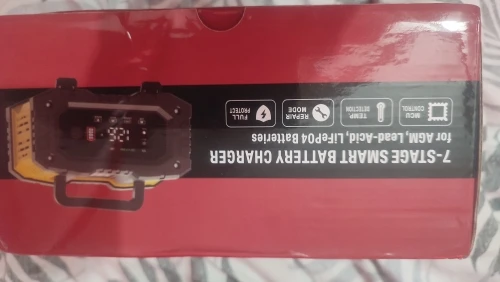 7-STAGE SMART BATTERY CHARGER
for AGM, Lead-Acid, LiFePO4 Batteries
MCU CONTROL
TEMP DETECTION
REPAIR MODE
FULL PROTECT